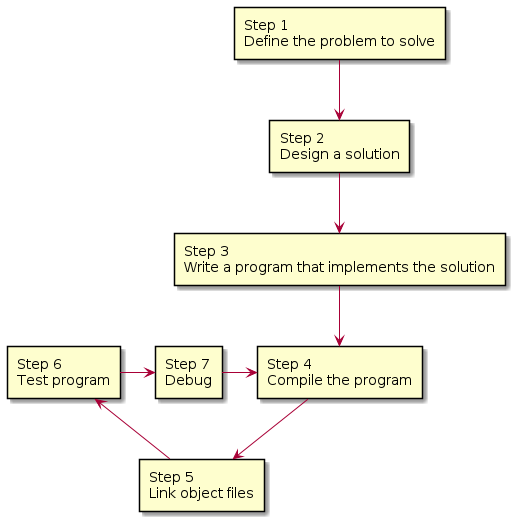 Step 1
Define the problem to solve
Step 2
Design a solution
Step 3
Write a program that implements the solution
Step 6
Test program
Step 7
Debug
Step 4
Compile the program
Step 5
Link object files